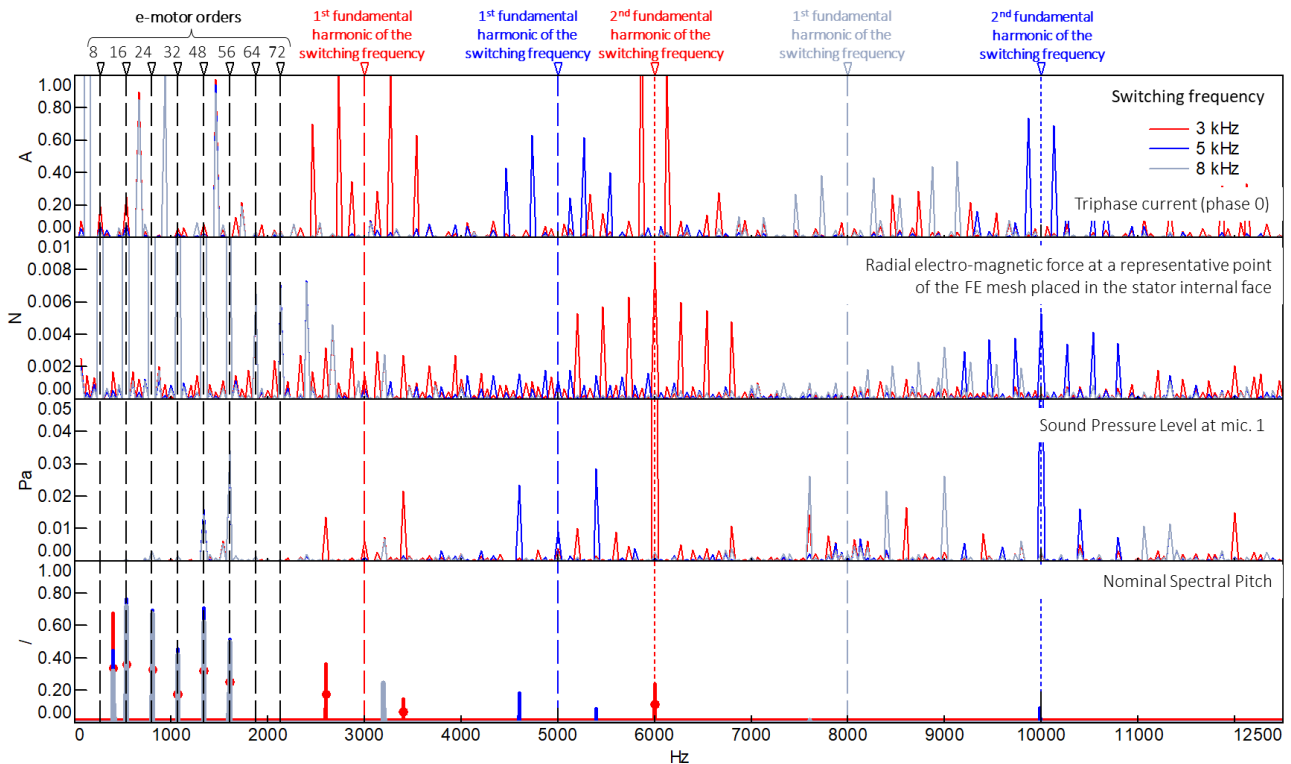 e-motor orders
8 16 24 32 48 56 64 72
1st fundamental
harmonic of the
switching frequency
1st fundamental
harmonic of the
switching frequency
2nd fundamental
harmonic of the
switching frequency
1st fundamental
harmonic of the
switching frequency
2nd fundamental
harmonic of the
switching frequency
1.00
0.80
0.60
0.40
0.20
0.00
A
Switching frequency
3 kHz
5 kHz
8 kHz
Triphase current (phase 0)
0.01
0.008
0.006
0.004
0.002
0.00
N
Radial electro-magnetic force at a representative point
of the FE mesh placed in the stator internal face
0.05
0.04
0.03
0.02
0.01
0.00
Pa
Sound Pressure Level at mic. 1
1.00
0.80
0.60
0.40
0.20
0.00
/
Nominal Spectral Pitch
0 1000 2000 3000 4000 5000 6000 7000 8000 9000 10000 11000 12500
Hz